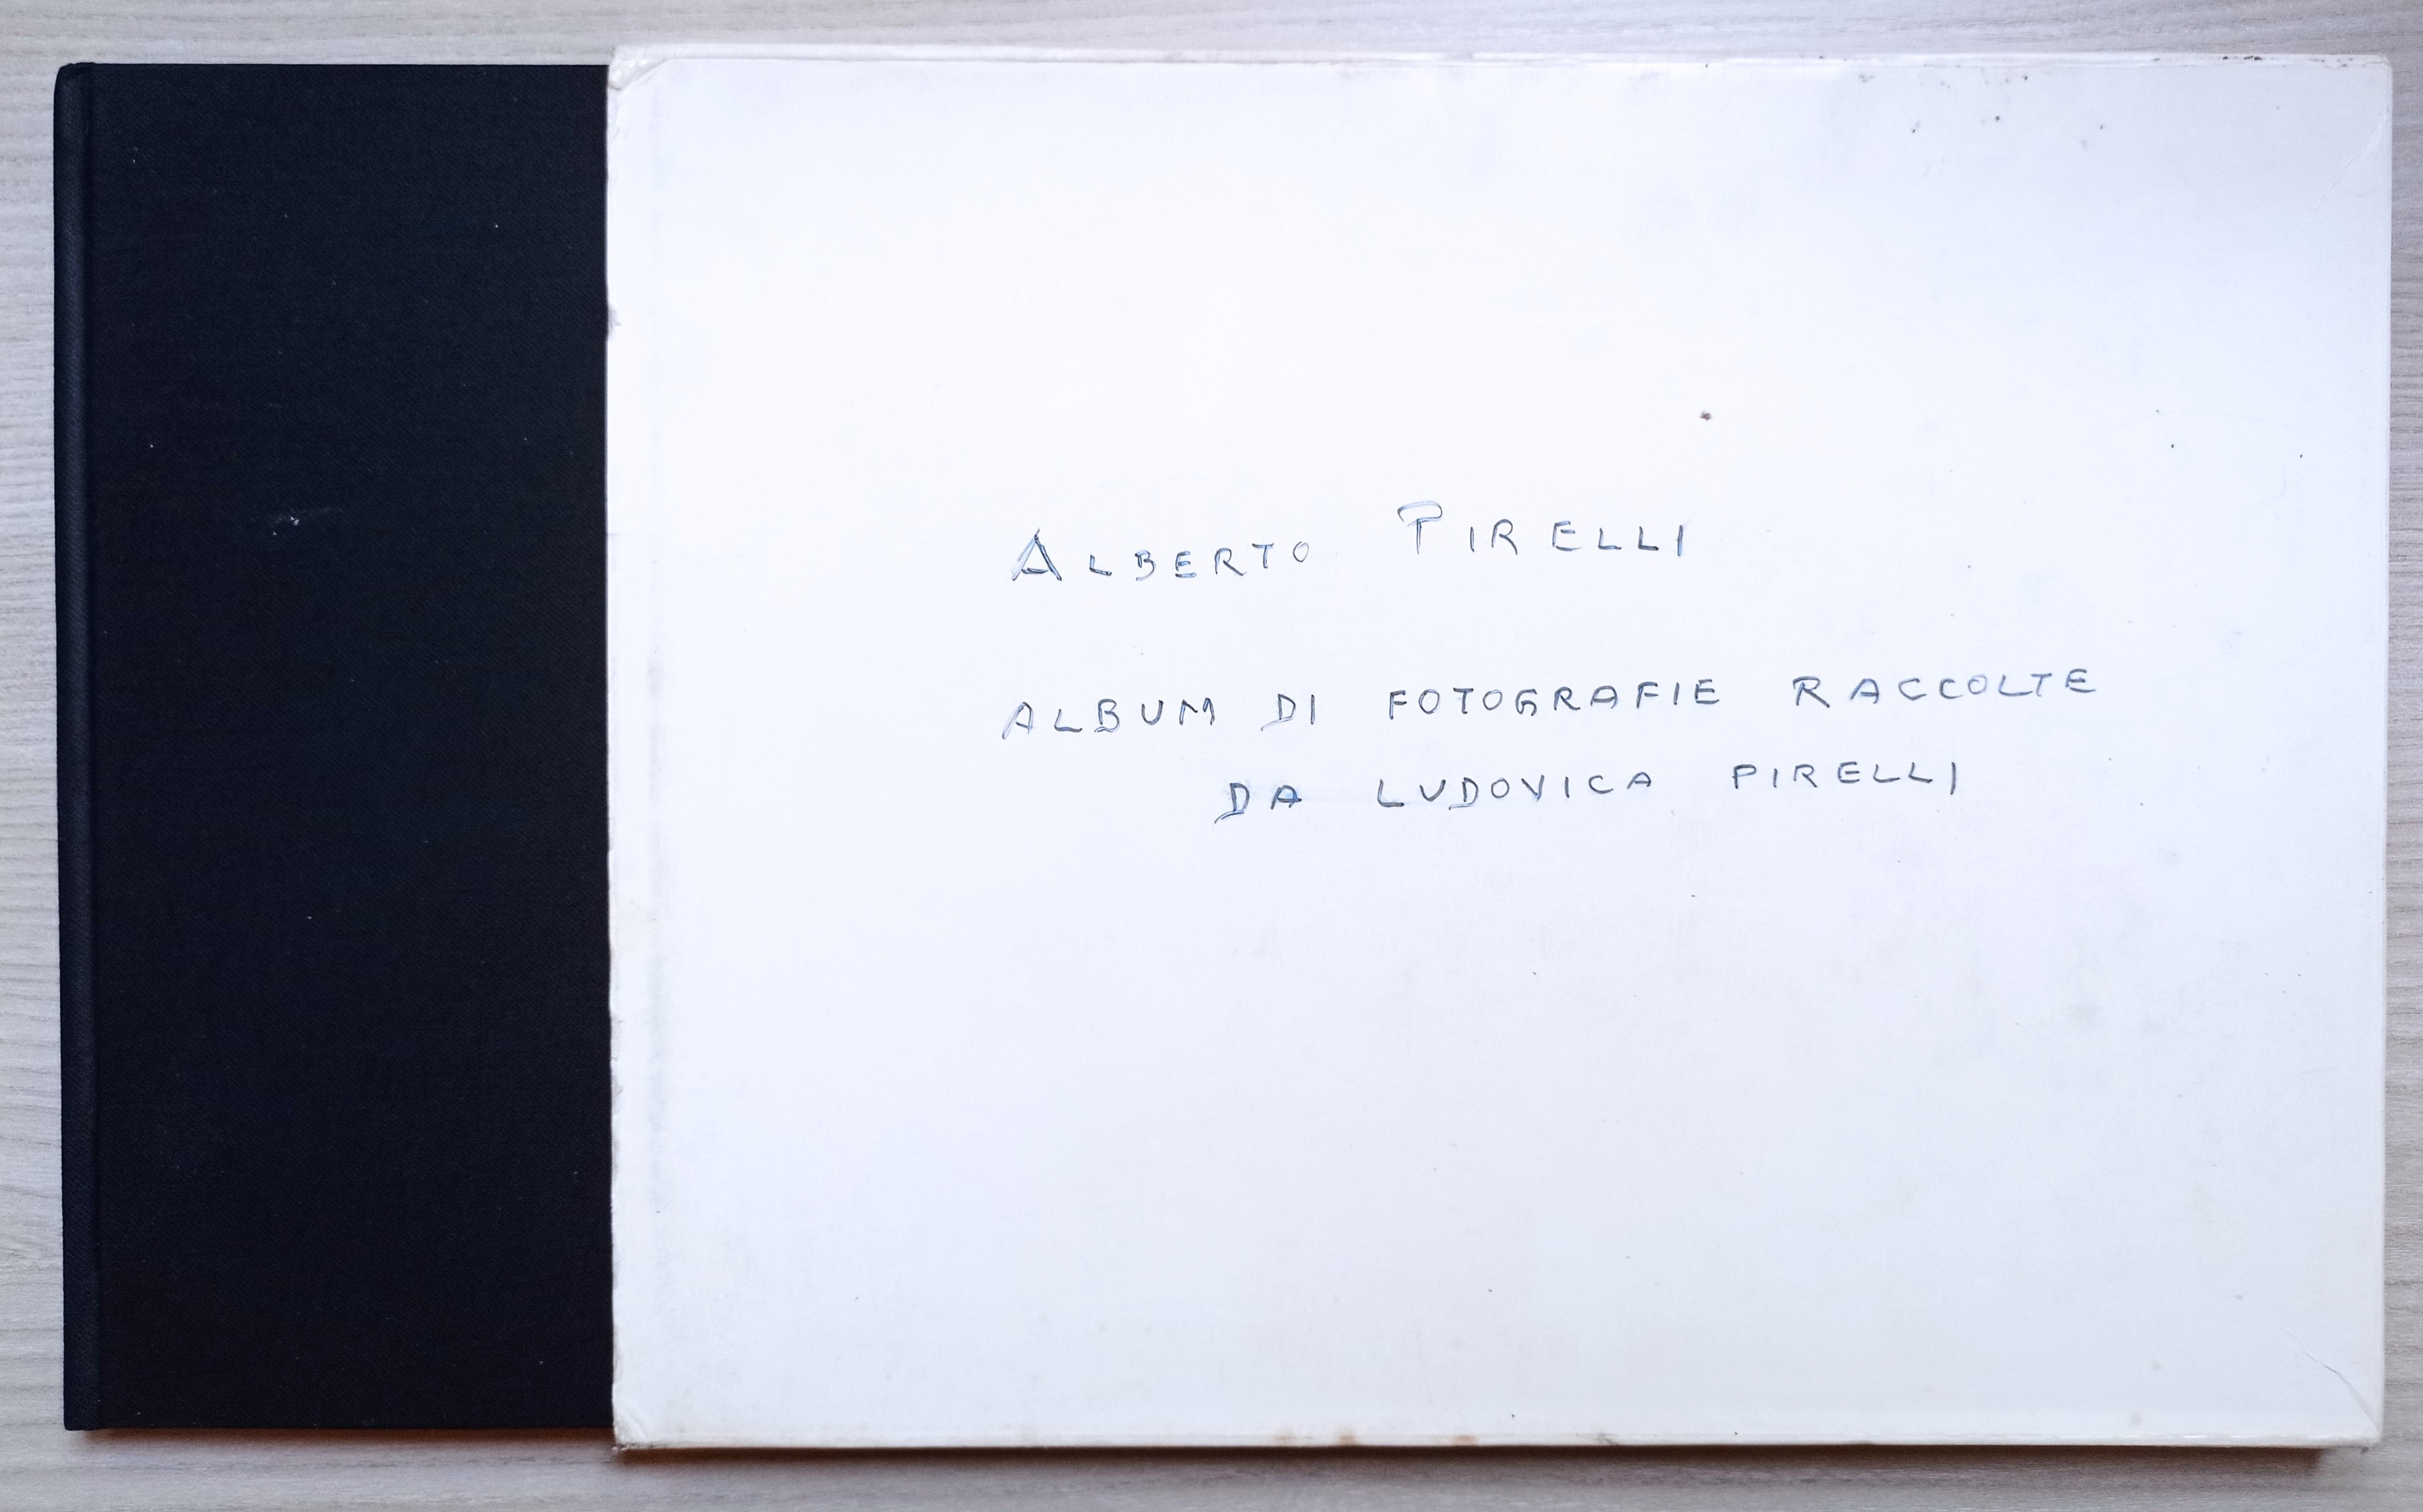 ALBERTO PIRELLI
ALBUM DI FOTOGRAFIE RACCOLTE
DA LUDOVICA PIRELLI